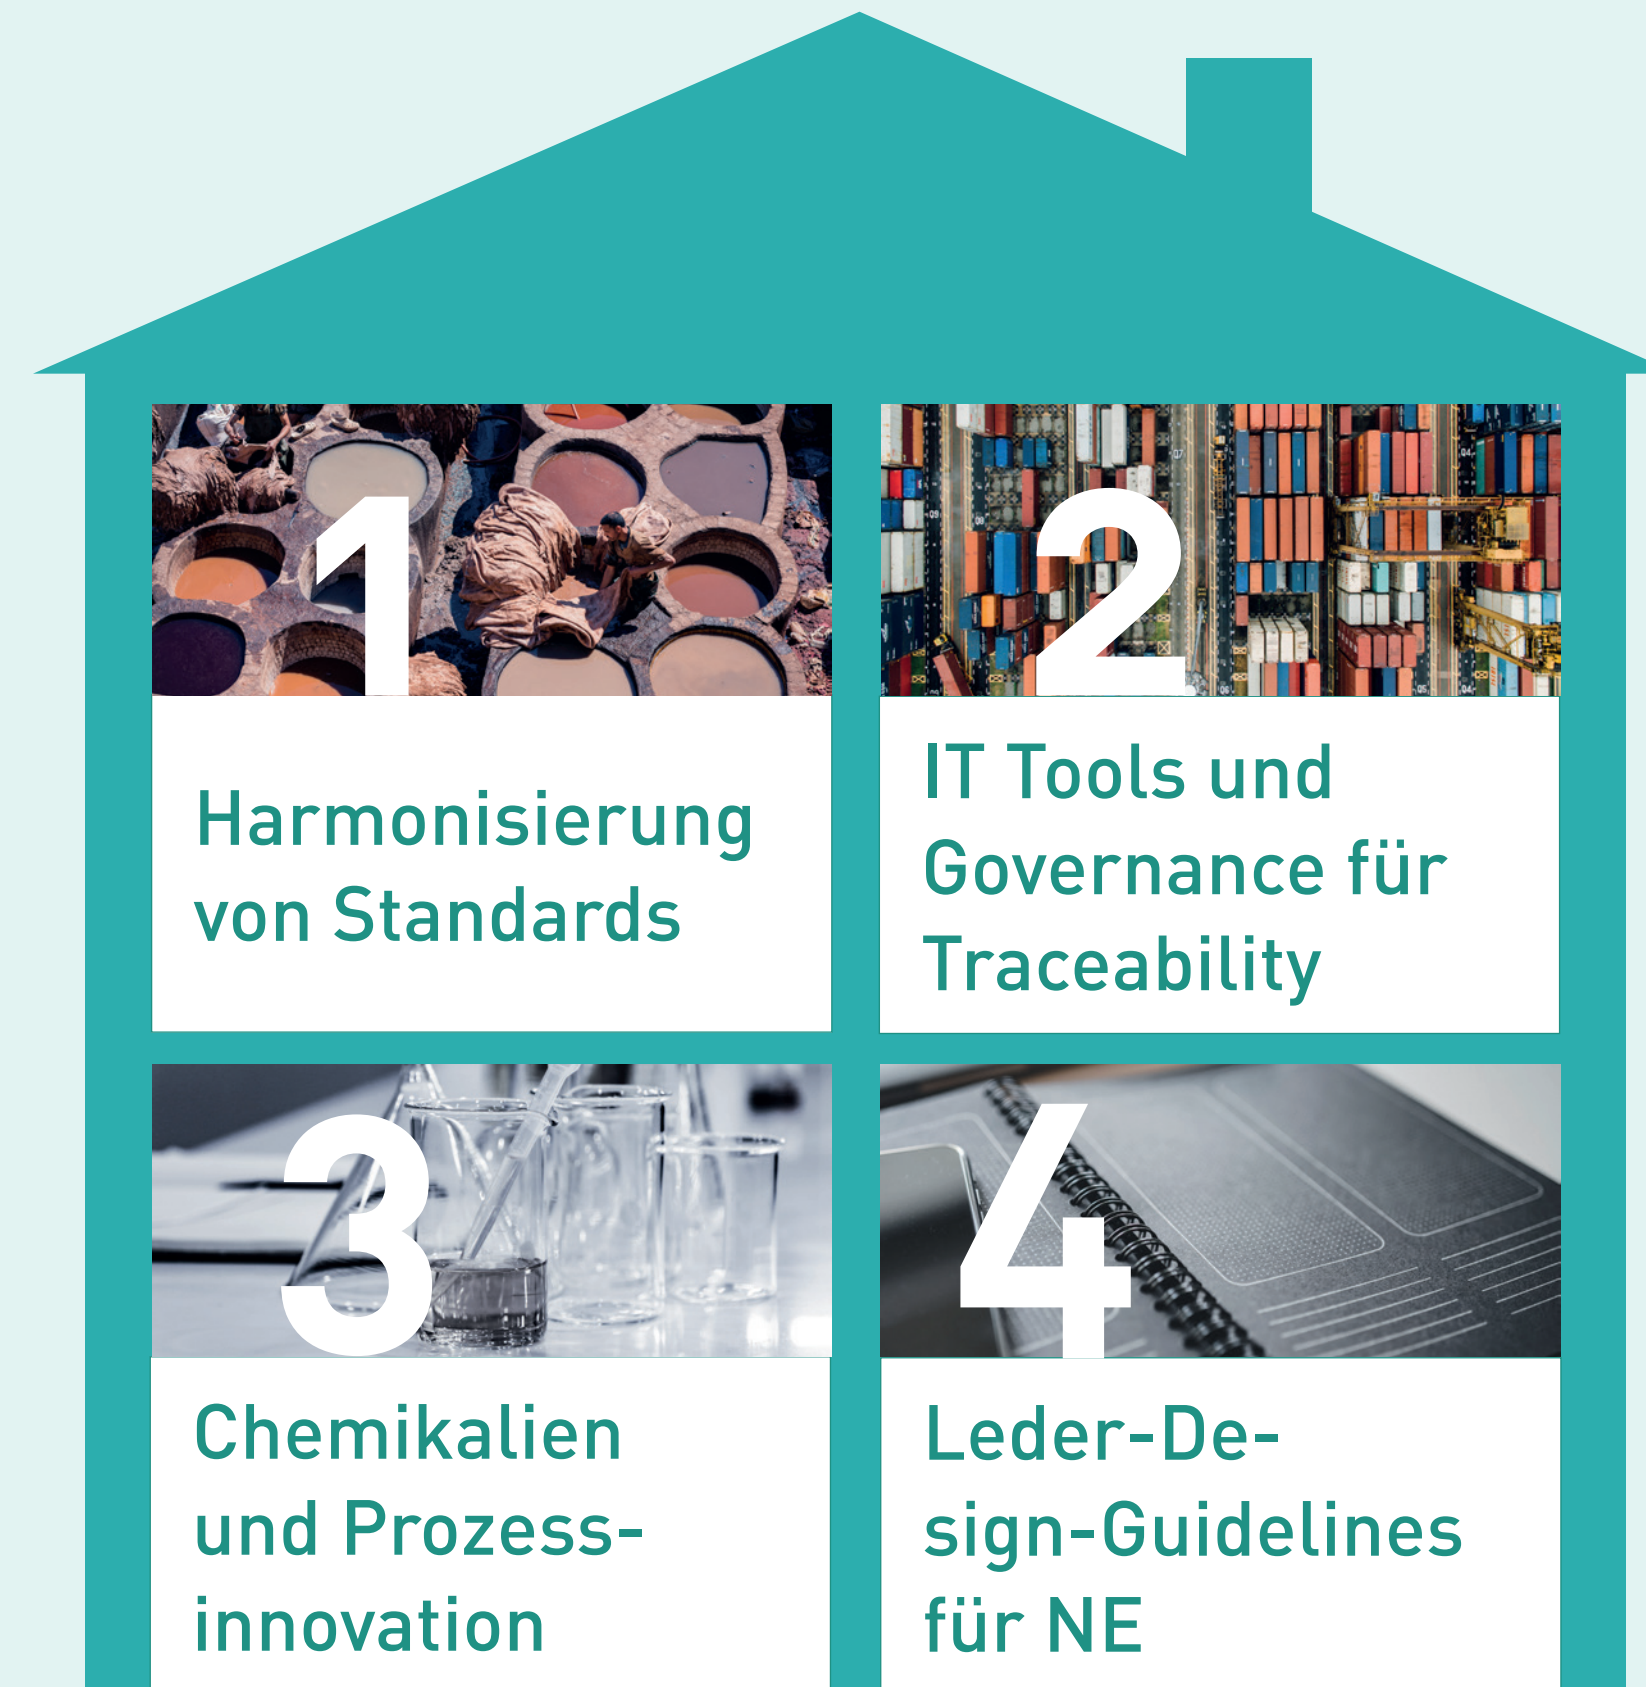 1
Harmonisierung
von Standards
2
IT Tools und
Governance für
Traceability
3
Chemikalien
und Prozess-
innovation
4
Leder-De-
sign-Guidelines
für NE